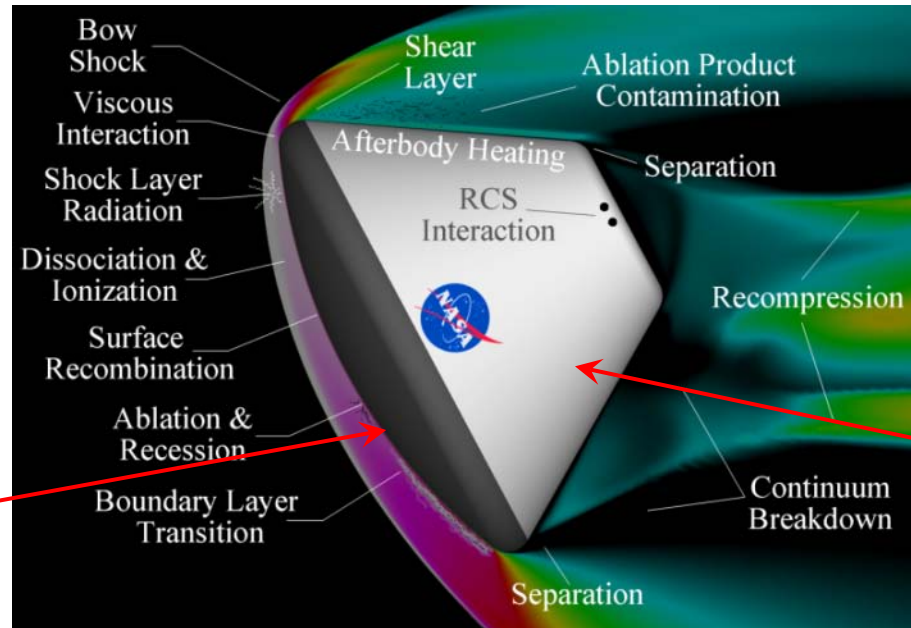 Bow
Shock
Viscous
Interaction
Shock Layer
Radiation
Dissociation &
Ionization
Surface
Recombination
Ablation &
Recession
Boundary Layer
Transition
Shear
Layer
Ablation Product
Contamination
Afterbody Heating
Separation
RCS
Interaction
NASA
Recompression
Continuum
Breakdown
Separation